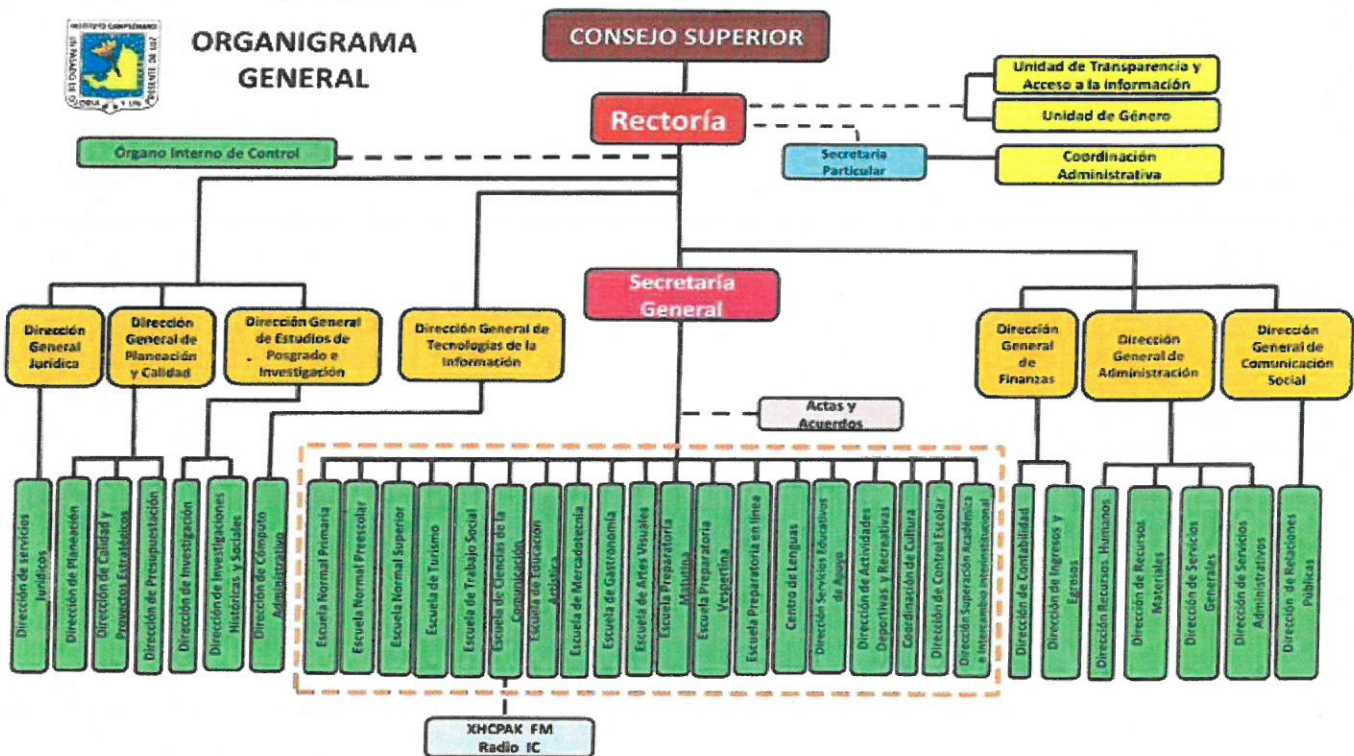 INSTITUTO CAMPECHANO
ORGANIGRAMA
GENERAL
CONSEJO SUPERIOR
Rectoría
Unidad de Transparencia y
Acceso a la información
Unidad de Género
Órgano Interno de Control
Secretaría
Particular
Coordinación
Administrativa
Secretaría
General
Dirección
General
Jurídica
Dirección
General de
Planeación
y Calidad
Dirección General
de Estudios de
Posgrado e
Investigación
Dirección General de
Tecnologías de la
Información
Dirección
General
de
Finanzas
Dirección
General de
Administración
Dirección
General de
Comunicación
Social
Actas y
Acuerdos
Dirección de servicios
Jurídicos
Dirección de Planeación
Dirección de Calidad y
Proyectos Estratégicos
Dirección de Presupuestación
Dirección de Investigación
Dirección de Investigaciones
Históricas y Sociales
Dirección de Cómputo
Administrativo
Escuela Normal Primaria
Escuela Normal Preescolar
Escuela Normal Superior
Escuela de Turismo
Escuela de Trabajo Social
Escuela de Ciencias de la
Comunicación
Escuela de Educación
Artística
Escuela de Mercadotecnia
Escuela de Gastronomía
Escuela de Artes Visuales
Escuela Preparatoria
Matutina
Escuela Preparatoria
Vespertina
Escuela Preparatoria en línea
Centro de Lenguas
Dirección Servicios Educativos
de Apoyo
Dirección de Actividades
Deportivas y Recreativas
Coordinación de Cultura
Dirección de Control Escolar
Dirección Superación Académica
e Intercambio Interinstitucional
Dirección de Contabilidad
Dirección de Ingresos y
Egresos
Dirección Recursos Humanos
Dirección de Recursos
Materiales
Dirección de Servicios
Generales
Dirección de Servicios
Administrativos
Dirección de Relaciones
Públicas
XHCPAK FM
Radio IC